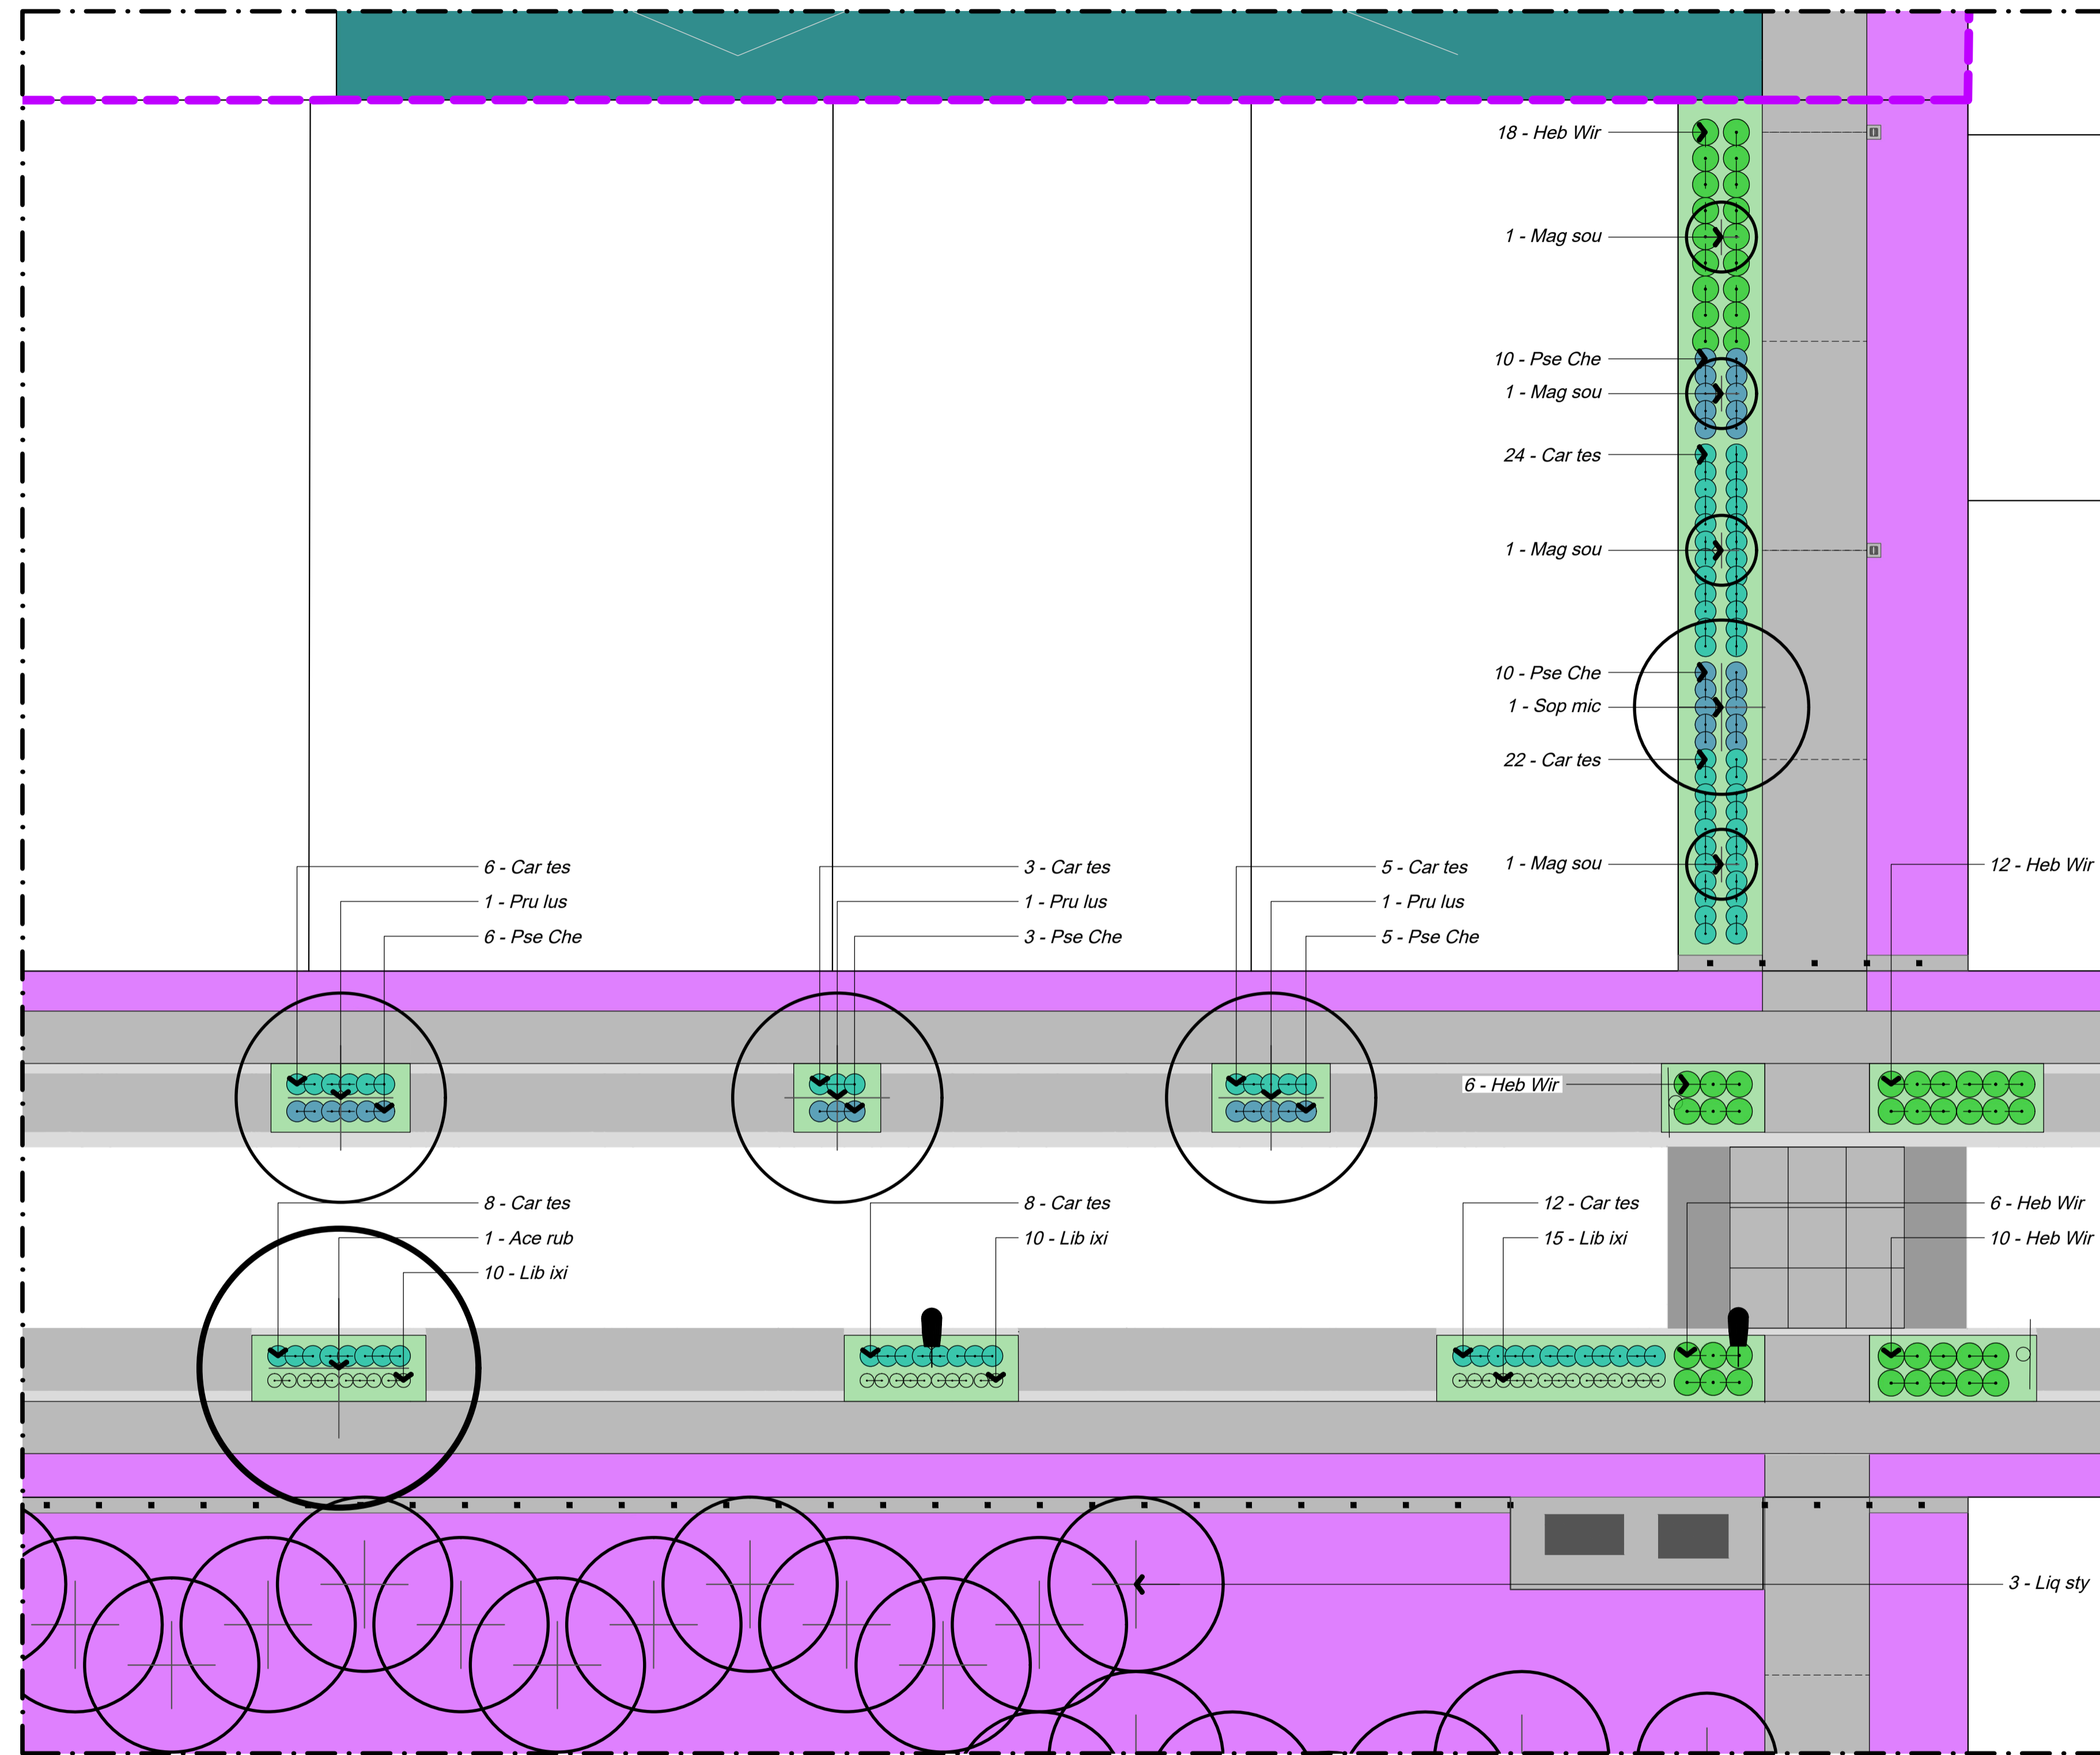 18 - Heb Wir
1 - Mag sou
10 - Pse Che
1 - Mag sou
24 - Car tes
1 - Mag sou
10 - Pse Che
1 - Sop mic
22 - Car tes
1 - Mag sou
12 - Heb Wir
6 - Car tes
1 - Pru lus
6 - Pse Che
3 - Car tes
1 - Pru lus
3 - Pse Che
5 - Car tes
1 - Pru lus
5 - Pse Che
6 - Heb Wir
8 - Car tes
1 - Ace rub
10 - Lib ixi
8 - Car tes
10 - Lib ixi
12 - Car tes
15 - Lib ixi
6 - Heb Wir
10 - Heb Wir
3 - Liq sty